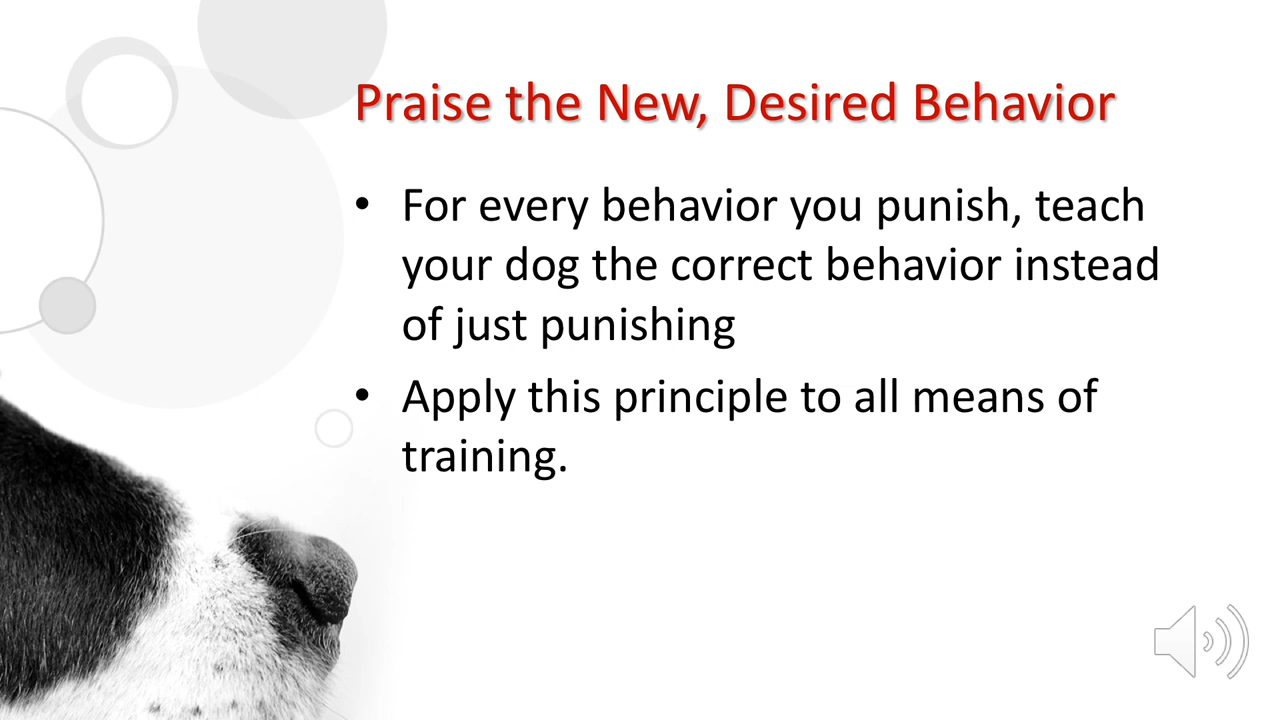 Praise the New, Desired Behavior
• For every behavior you punish, teach
your dog the correct behavior instead
of just punishing
• Apply this principle to all means of
training.